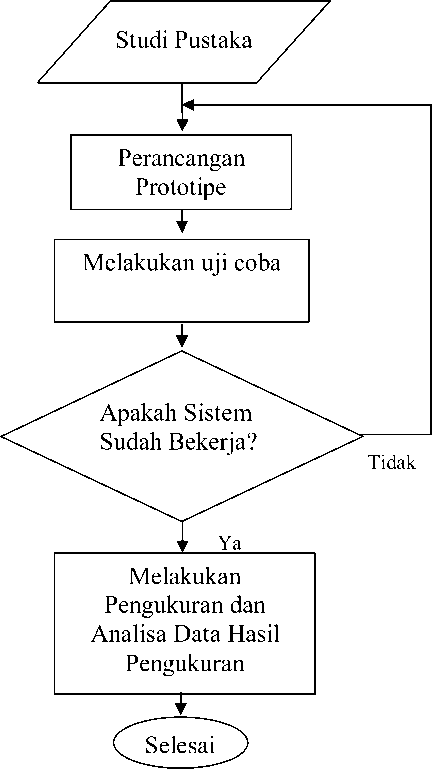 Studi Pustaka
Perancangan
Prototipe
Melakukan uji coba
Apakah Sistem
Sudah Bekerja?
Tidak
Ya
Melakukan
Pengukuran dan
Analisa Data Hasil
Pengukuran
Selesai